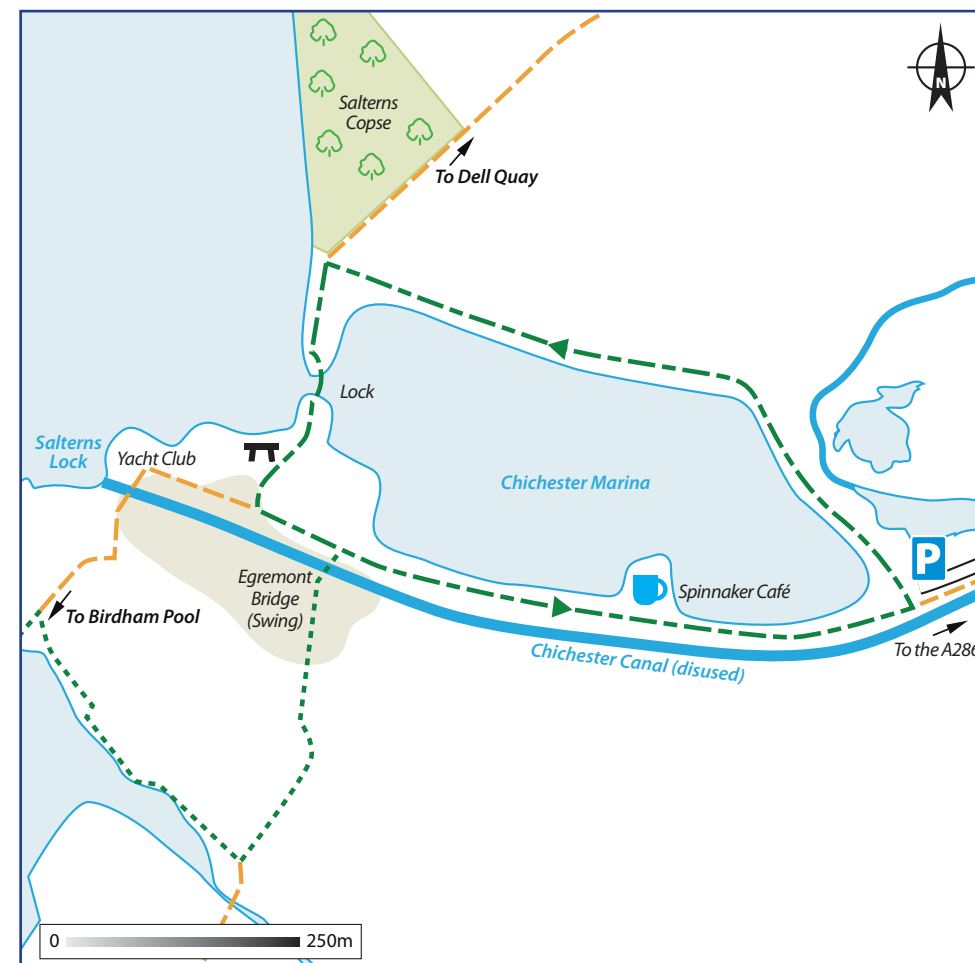 N
Salterns
Copse
To Dell Quay
Lock
Salterns
Lock
Yacht Club
Chichester Marina
P
Egremont
Bridge
(Swing)
Spinnaker Café
To Birdham Pool
Chichester Canal (disused)
To the A286
0 250m